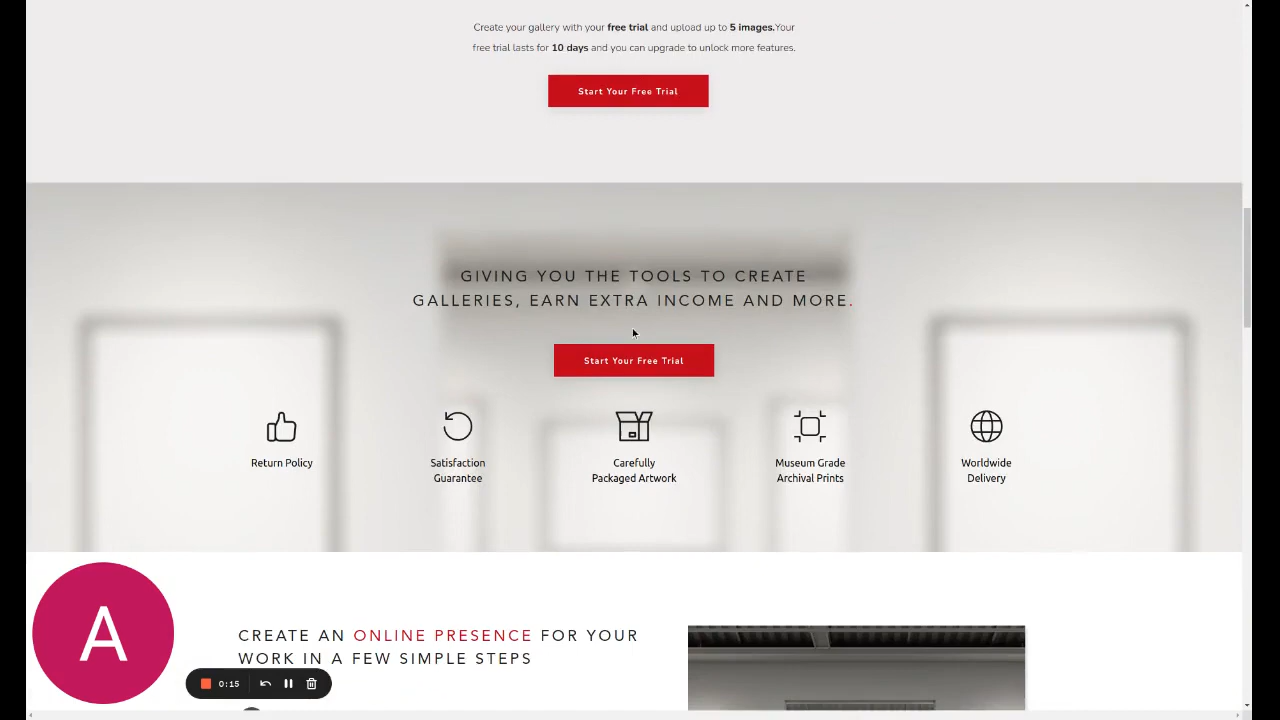 Create your gallery with your free trial and upload up to 5 images.Your
free trial lasts for 10 days and you can upgrade to unlock more features.
Start Your Free Trial
GIVING YOU THE TOOLS TO CREATE
GALLERIES, EARN EXTRA INCOME AND MORE.
Start Your Free Trial
Return Policy
Satisfaction
Guarantee
Carefully
Packaged Artwork
Museum Grade
Archival Prints
Worldwide
Delivery
CREATE AN ONLINE PRESENCE FOR YOUR
WORK IN A FEW SIMPLE STEPS
A
0:15